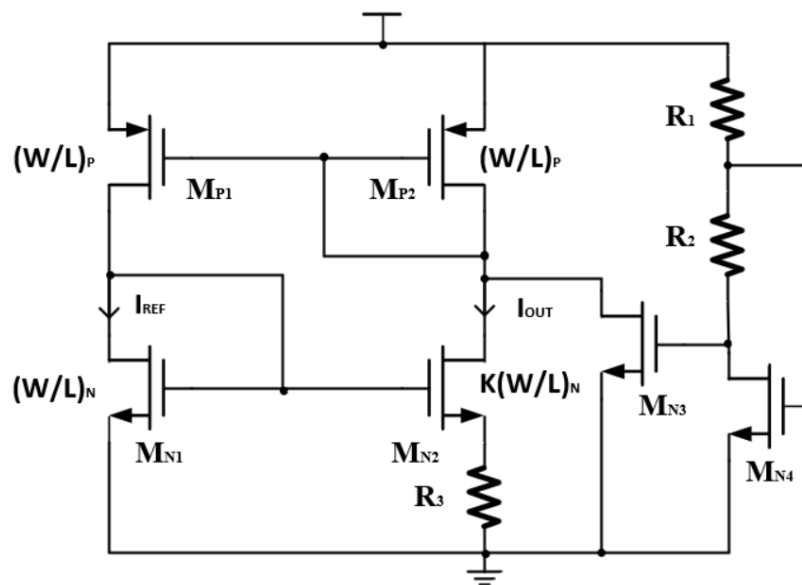 R1
(W/L)P
MP1
MP2
(W/L)P
R2
IREF
IOUT
(W/L)N
MN1
MN2
K(W/L)N
MN3
MN4
R3